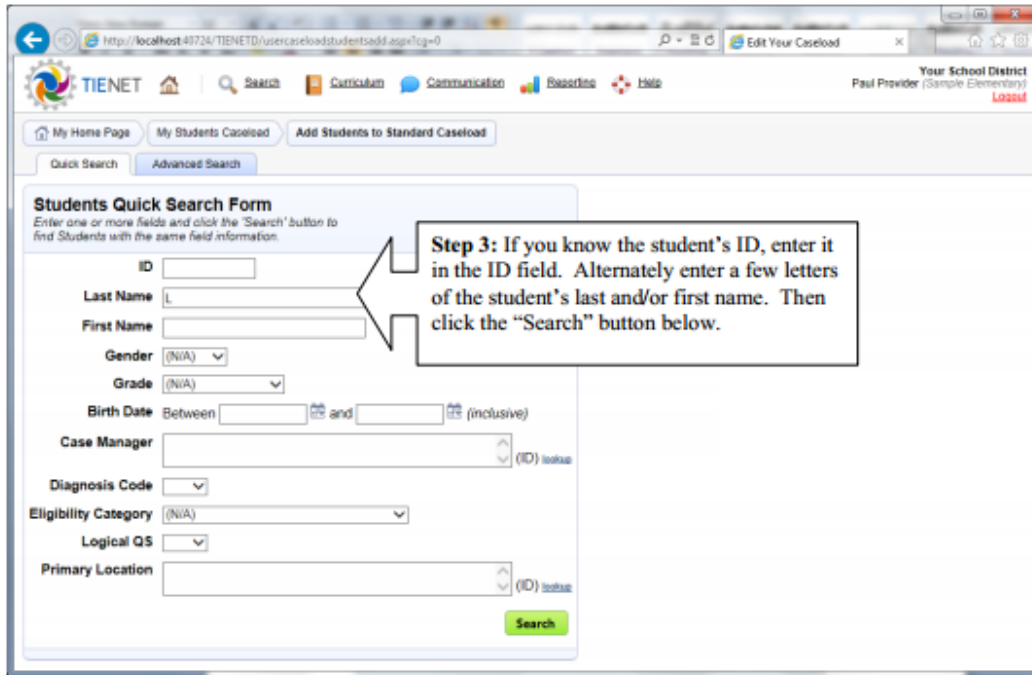 http://localhost:49724/TIENETD/usercaseloadstudentsadd.aspx?cg=0
Edit Your Caseload
TIENET
Search
Curriculum
Communication
Reporting
Help
Your School District
Paul Provider (Sample Elementary)
Logout
My Home Page
My Students Caseload
Add Students to Standard Caseload
Quick Search
Advanced Search
Students Quick Search Form
Enter one or more fields and click the 'Search' button to
find Students with the same field information.
Step 3: If you know the student's ID, enter it
in the ID field. Alternately enter a few letters
of the student's last and/or first name. Then
click the “Search” button below.
ID
Last Name L
First Name
Gender (N/A)
Grade (N/A)
Birth Date Between and (inclusive)
Case Manager (ID) lookup
Diagnosis Code
Eligibility Category (N/A)
Logical QS
Primary Location (ID) lookup
Search